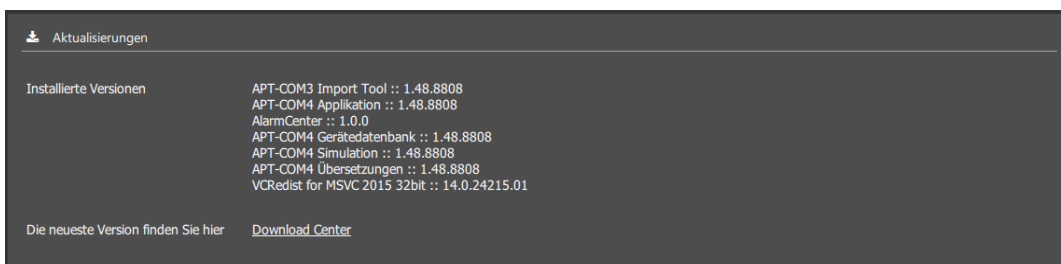 Aktualisierungen
Installierte Versionen
APT-COM3 Import Tool :: 1.48.8808
APT-COM4 Applikation :: 1.48.8808
AlarmCenter :: 1.0.0
APT-COM4 Gerätedatenbank :: 1.48.8808
APT-COM4 Simulation :: 1.48.8808
APT-COM4 Übersetzungen :: 1.48.8808
VCRedist for MSVC 2015 32bit :: 14.0.24215.01
Die neueste Version finden Sie hier Download Center